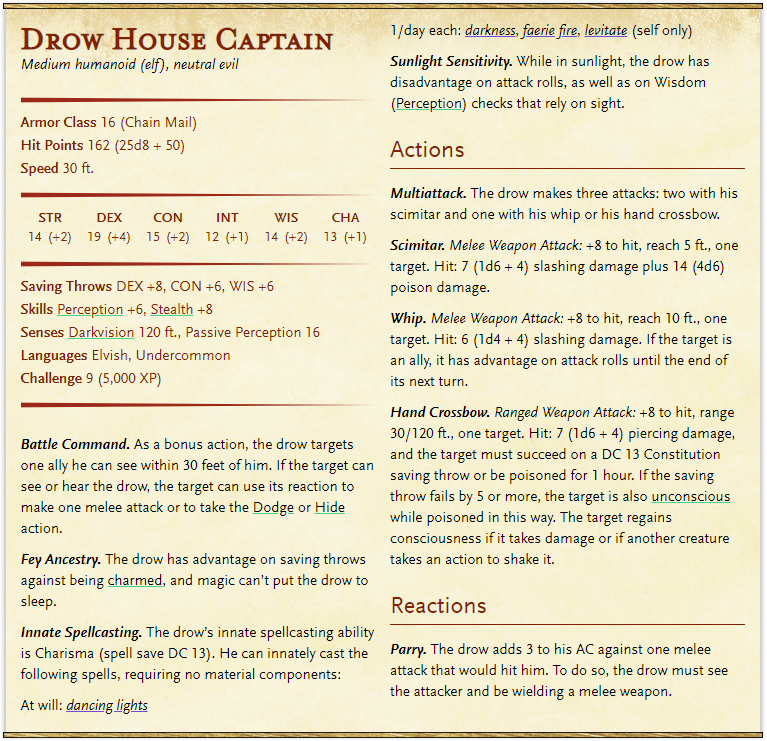 Drow House Captain
Medium humanoid (elf), neutral evil
Armor Class 16 (Chain Mail)
Hit Points 162 (25d8 + 50)
Speed 30 ft.
STR DEX CON INT WIS CHA
14 (+2) 19 (+4) 15 (+2) 12 (+1) 14 (+2) 13 (+1)
Saving Throws DEX +8, CON +6, WIS +6
Skills Perception +6, Stealth +8
Senses Darkvision 120 ft., Passive Perception 16
Languages Elvish, Undercommon
Challenge 9 (5,000 XP)
Battle Command. As a bonus action, the drow targets
one ally he can see within 30 feet of him. If the target can
see or hear the drow, the target can use its reaction to
make one melee attack or to take the Dodge or Hide
action.
Fey Ancestry. The drow has advantage on saving throws
against being charmed, and magic can't put the drow to
sleep.
Innate Spellcasting. The drow's innate spellcasting ability
is Charisma (spell save DC 13). He can innately cast the
following spells, requiring no material components:
At will: dancing lights
1/day each: darkness, faerie fire, levitate (self only)
Sunlight Sensitivity. While in sunlight, the drow has
disadvantage on attack rolls, as well as on Wisdom
(Perception) checks that rely on sight.
Actions
Multiattack. The drow makes three attacks: two with his
scimitar and one with his whip or his hand crossbow.
Scimitar. Melee Weapon Attack: +8 to hit, reach 5 ft., one
target. Hit: 7 (1d6 + 4) slashing damage plus 14 (4d6)
poison damage.
Whip. Melee Weapon Attack: +8 to hit, reach 10 ft., one
target. Hit: 6 (1d4 + 4) slashing damage. If the target is
an ally, it has advantage on attack rolls until the end of
its next turn.
Hand Crossbow. Ranged Weapon Attack: +8 to hit, range
30/120 ft., one target. Hit: 7 (1d6 + 4) piercing damage,
and the target must succeed on a DC 13 Constitution
saving throw or be poisoned for 1 hour. If the saving
throw fails by 5 or more, the target is also unconscious
while poisoned in this way. The target regains
consciousness if it takes damage or if another creature
takes an action to shake it.
Reactions
Parry. The drow adds 3 to his AC against one melee
attack that would hit him. To do so, the drow must see
the attacker and be wielding a melee weapon.